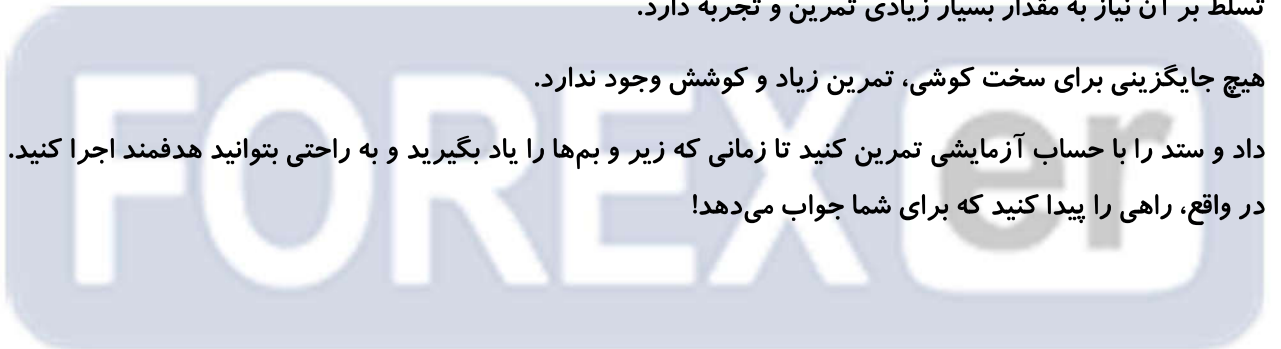 تسلط بر آن نیاز به مقدار بسیار زیادی تمرین و تجربه دارد.
هیچ جایگزینی برای سخت کوشی، تمرین زیاد و کوشش وجود ندارد.
داد و ستد را با حساب آزمایشی تمرین کنید تا زمانی که زیر و بم‌ها را یاد بگیرید و به راحتی بتوانید هدفمند اجرا کنید.
در واقع، راهی را پیدا کنید که برای شما جواب می‌دهد!
FOREXer